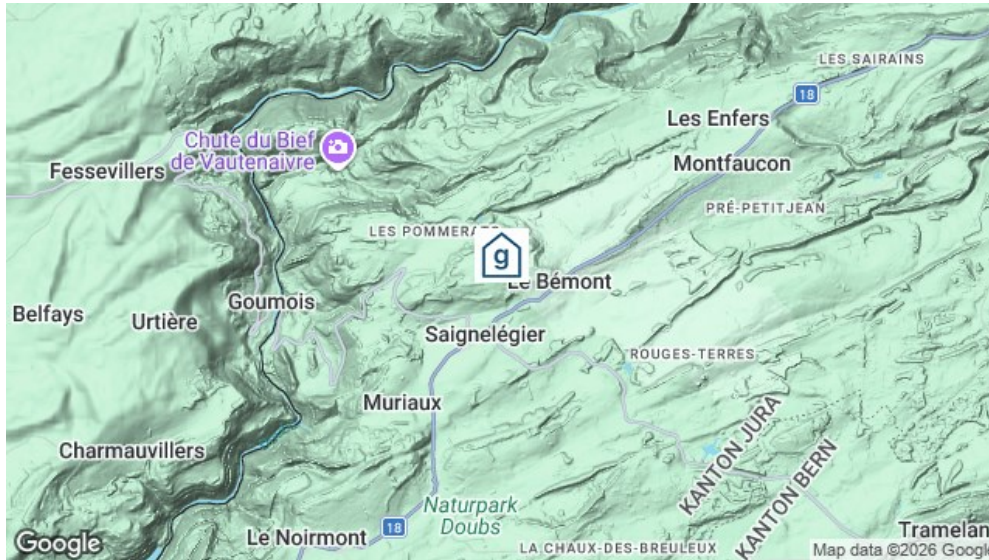 LES SAIRAINS
18
Les Enfers
Chute du Bief
de Vautenaivre
Fessevillers
Montfaucon
PRÉ-PETITJEAN
LES POMMERATS
g
Le Bémont
Goumois
Belfays
Urtière
Saignelégier
ROUGES-TERRES
Muriaux
KANTON JURA
KANTON BERN
Charmauvillers
Naturpark
Doubs
18
Le Noirmont
Tramelan
LA CHAUX-DES-BREULEUX
Google
Map data ©2026 Google